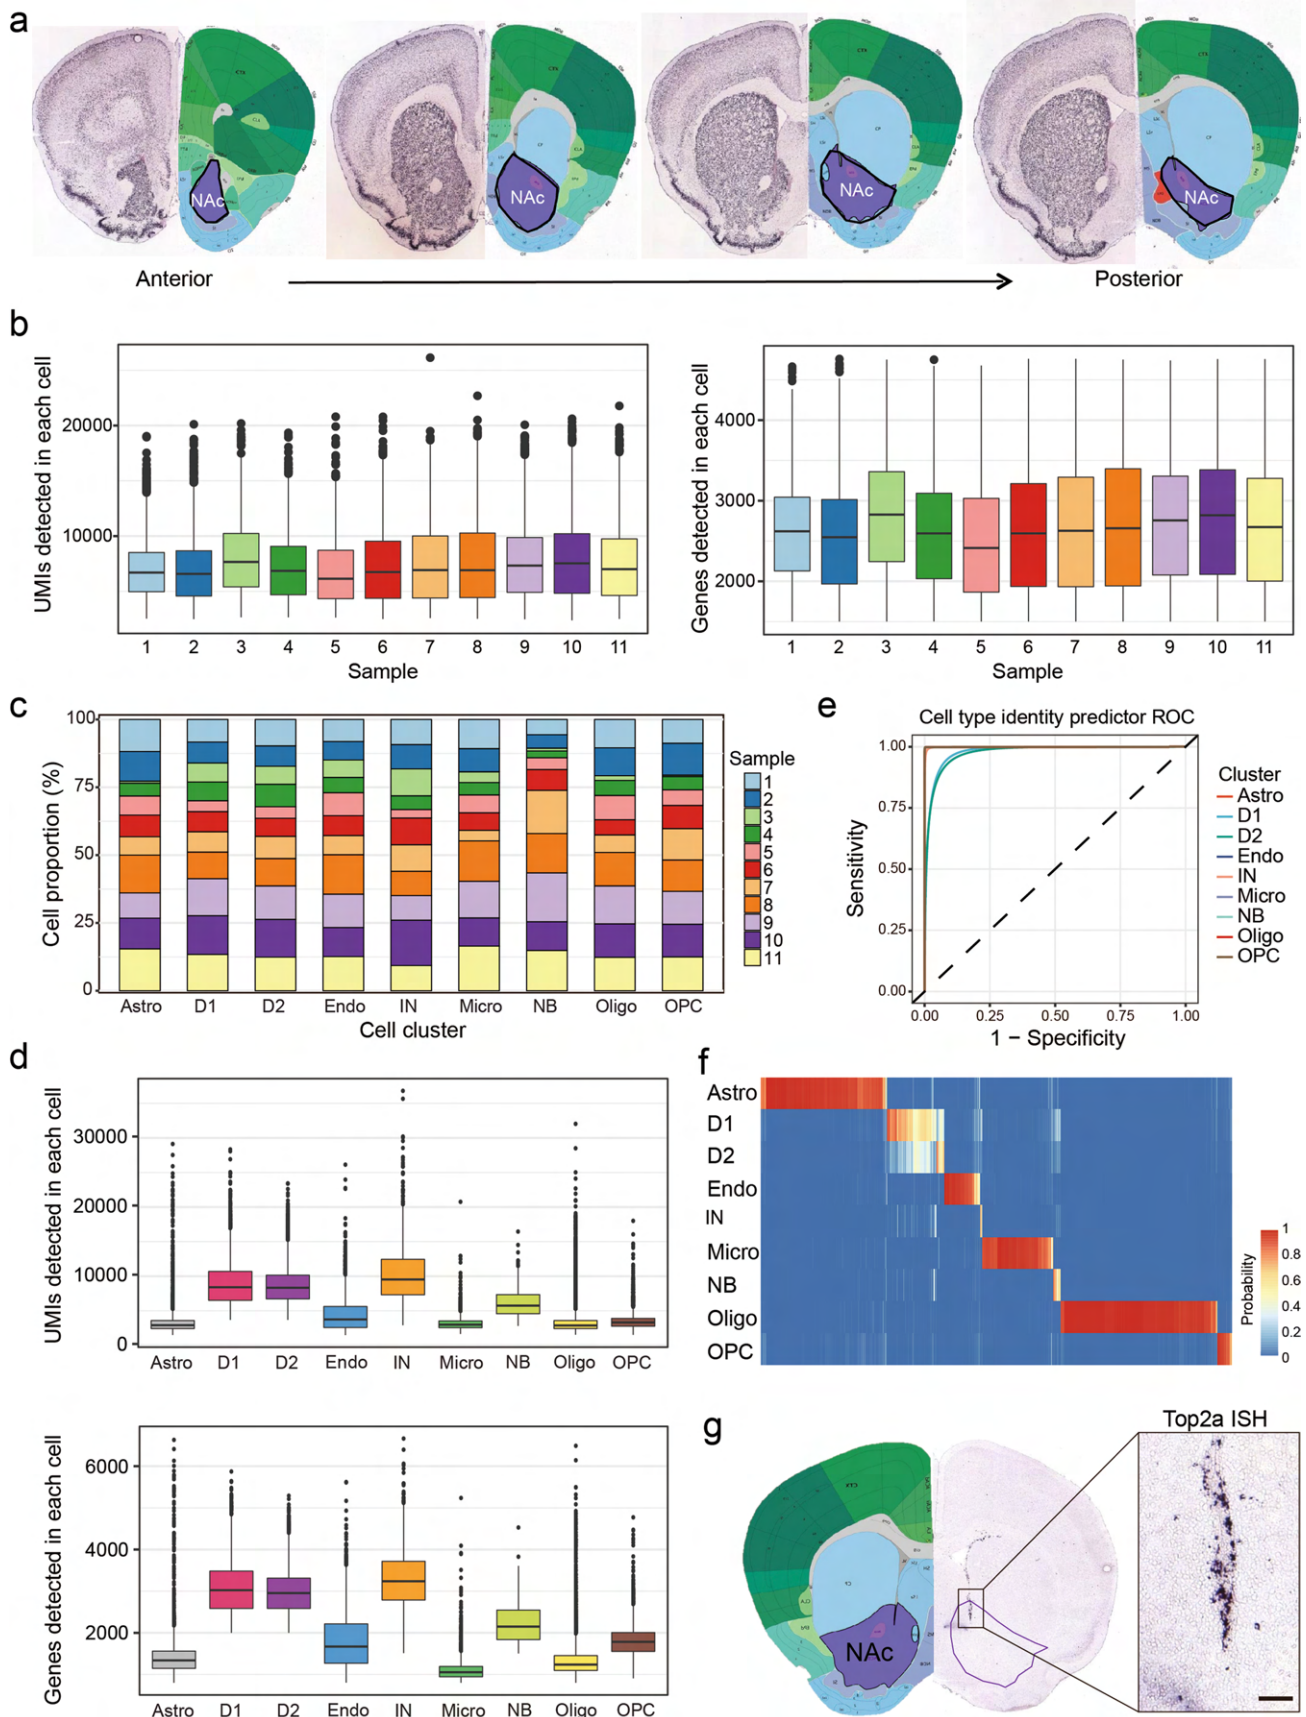 a
NAc
NAc
NAc
NAc
Anterior
Posterior
b
UMIs detected in each cell
20000
10000
1 2 3 4 5 6 7 8 9 10 11
Sample
Genes detected in each cell
4000
3000
2000
1 2 3 4 5 6 7 8 9 10 11
Sample
c
Cell proportion (%)
100
75
50
25
0
Astro D1 D2 Endo IN Micro NB Oligo OPC
Cell cluster
Sample
1
2
3
4
5
6
7
8
9
10
11
e
Cell type identity predictor ROC
Sensitivity
1.00
0.75
0.50
0.25
0.00
0.00 0.25 0.50 0.75 1.00
1 − Specificity
Cluster
Astro
D1
D2
Endo
IN
Micro
NB
Oligo
OPC
d
UMIs detected in each cell
30000
20000
10000
0
Astro D1 D2 Endo IN Micro NB Oligo OPC
Genes detected in each cell
6000
4000
2000
Astro D1 D2 Endo IN Micro NB Oligo OPC
f
Astro
D1
D2
Endo
IN
Micro
NB
Oligo
OPC
Probability
1
0.8
0.6
0.4
0.2
0
g
Top2a ISH
NAc